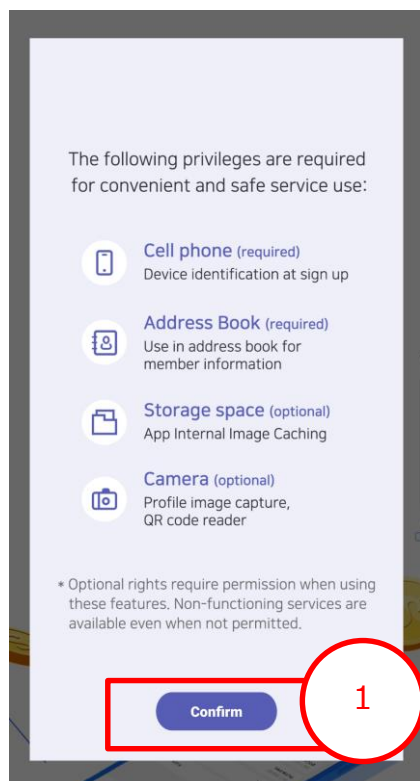 The following privileges are required
for convenient and safe service use:
Cell phone (required)
Device identification at sign up
Address Book (required)
Use in address book for
member information
Storage space (optional)
App Internal Image Caching
Camera (optional)
Profile image capture,
QR code reader
* Optional rights require permission when using
these features. Non-functioning services are
available even when not permitted.
Confirm
1